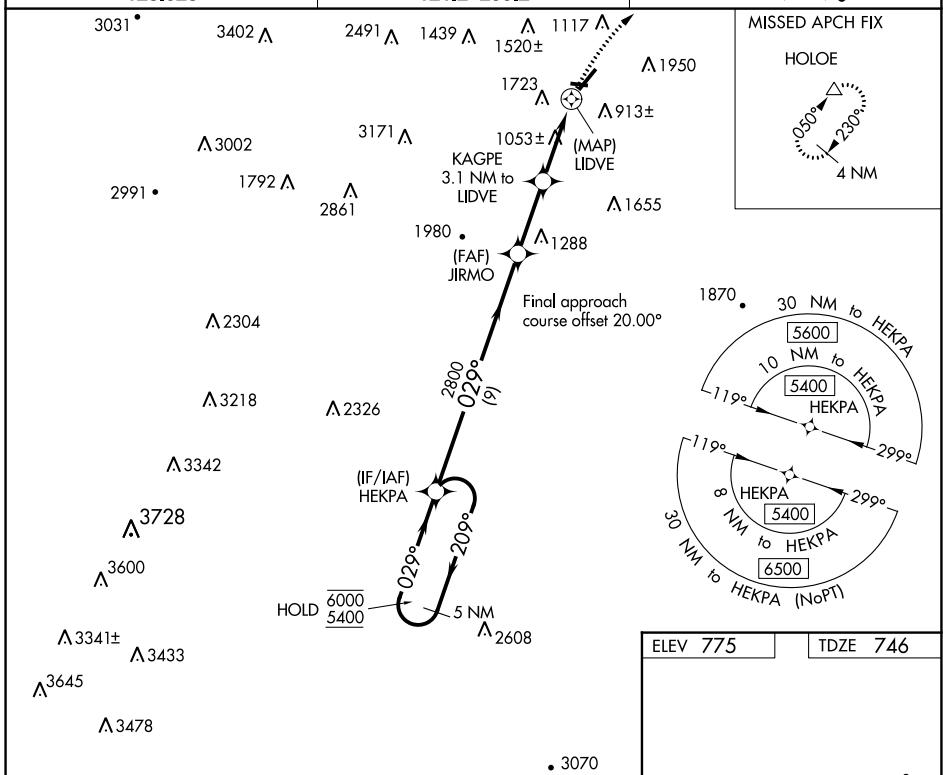 3031
3402
2491
1439
1520±
1117
1950
1723
913±
3171
1053±
(MAP)
LIDVE
3002
KAGPE
3.1 NM to
LIDVE
1792
2991
2861
1655
1980
1288
(FAF)
JIRMO
Final approach
course offset 20.00°
2304
2800
029°
(9)
3218
2326
3342
(IF/IAF)
HEKPA
3728
3600
029°
209°
HOLD
6000
5400
5 NM
2608
3341±
3433
3645
3478
3070
MISSED APCH FIX
HOLOE
050°
230°
4 NM
1870
30 NM to HEKPA
5600
10 NM to HEKPA
5400
HEKPA
119°
299°
119°
299°
HEKPA
5400
8 NM to HEKPA
6500
30 NM to HEKPA (NoPT)
ELEV 775
TDZE 746